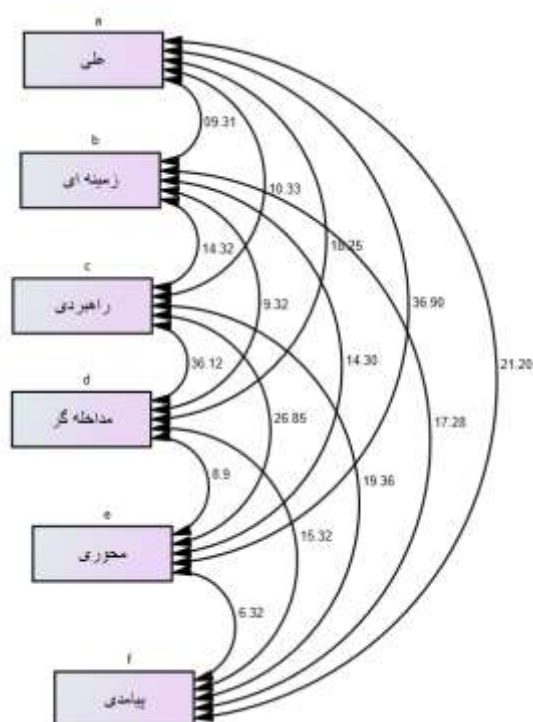 a
علی
09.31
b
زمینه ای
10.33
14.32
18.25
c
راهبردی
9.32
36.90
36.12
14.30
21.20
d
مداخله گر
26.85
17.28
8.9
19.36
e
محوری
15.32
6.32
f
پیامدی